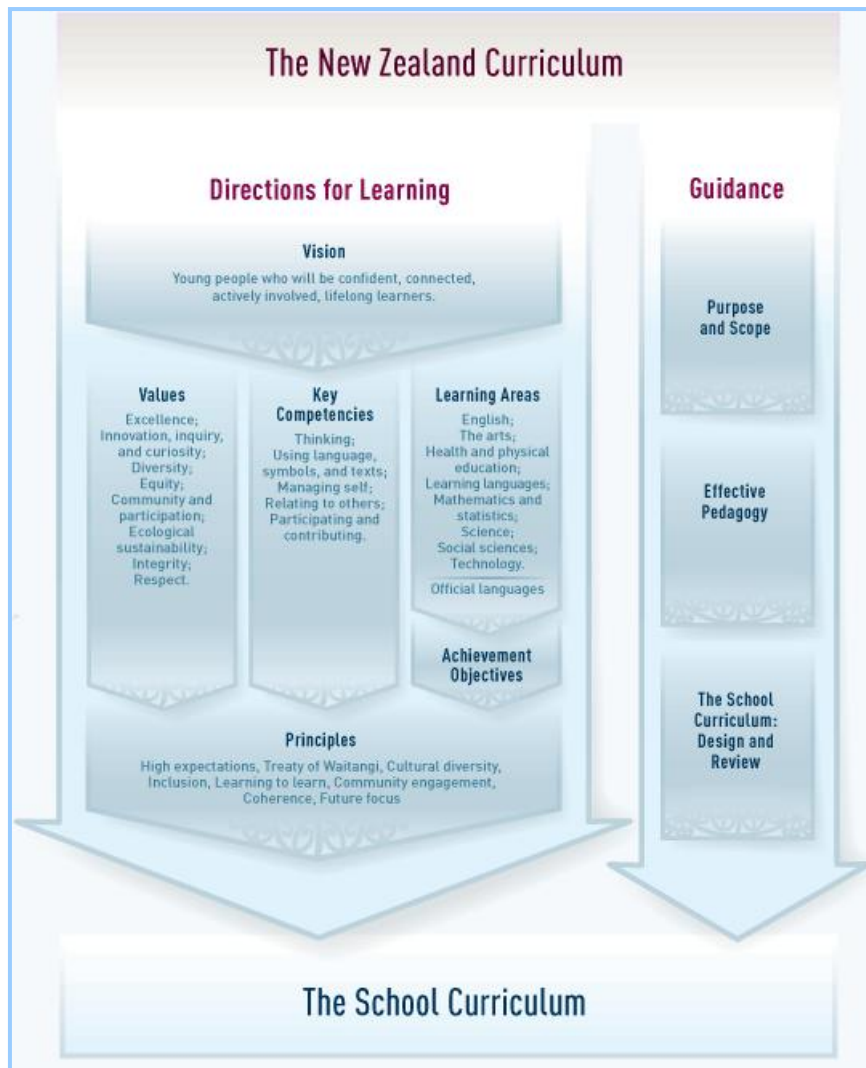 The New Zealand Curriculum
Directions for Learning
Vision
Young people who will be confident, connected,
actively involved, lifelong learners.
Values
Excellence;
Innovation, inquiry,
and curiosity;
Diversity;
Equity;
Community and
participation;
Ecological
sustainability;
Integrity;
Respect.
Key
Competencies
Thinking;
Using language,
symbols, and texts;
Managing self;
Relating to others;
Participating and
contributing.
Learning Areas
English;
The arts;
Health and physical
education;
Learning languages;
Mathematics and
statistics;
Science;
Social sciences;
Technology.
Official languages
Achievement
Objectives
Principles
High expectations, Treaty of Waitangi, Cultural diversity,
Inclusion, Learning to learn, Community engagement,
Coherence, Future focus
Guidance
Purpose
and Scope
Effective
Pedagogy
The School
Curriculum:
Design and
Review
The School Curriculum